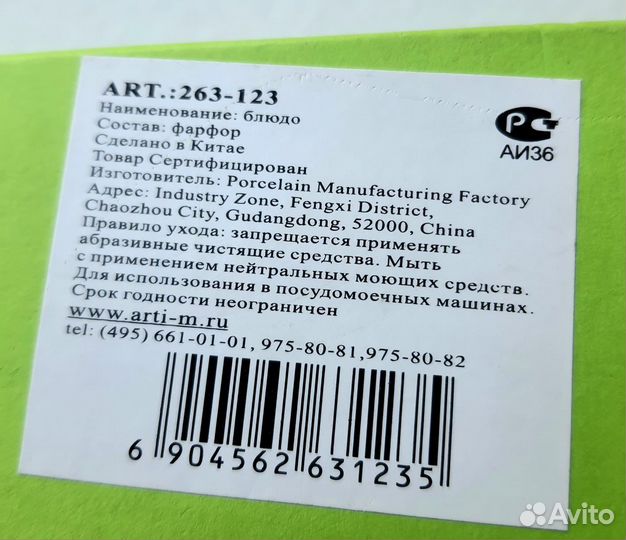 ART.:263-123
Наименование: блюдо
Состав: фарфор
Сделано в Китае
Товар Сертифицирован
Изготовитель: Porcelain Manufacturing Factory
Адрес: Industry Zone, Fengxi District,
Chaozhou City, Gudangdong, 52000, China
Правило ухода: запрещается применять
абразивные чистящие средства. Мыть
с применением нейтральных моющих средств.
Для использования в посудомоечных машинах.
Срок годности неограничен
www.arti-m.ru
tel: (495) 661-01-01, 975-80-81,975-80-82
6 904562 631235
РСТ
АИ36
Avito